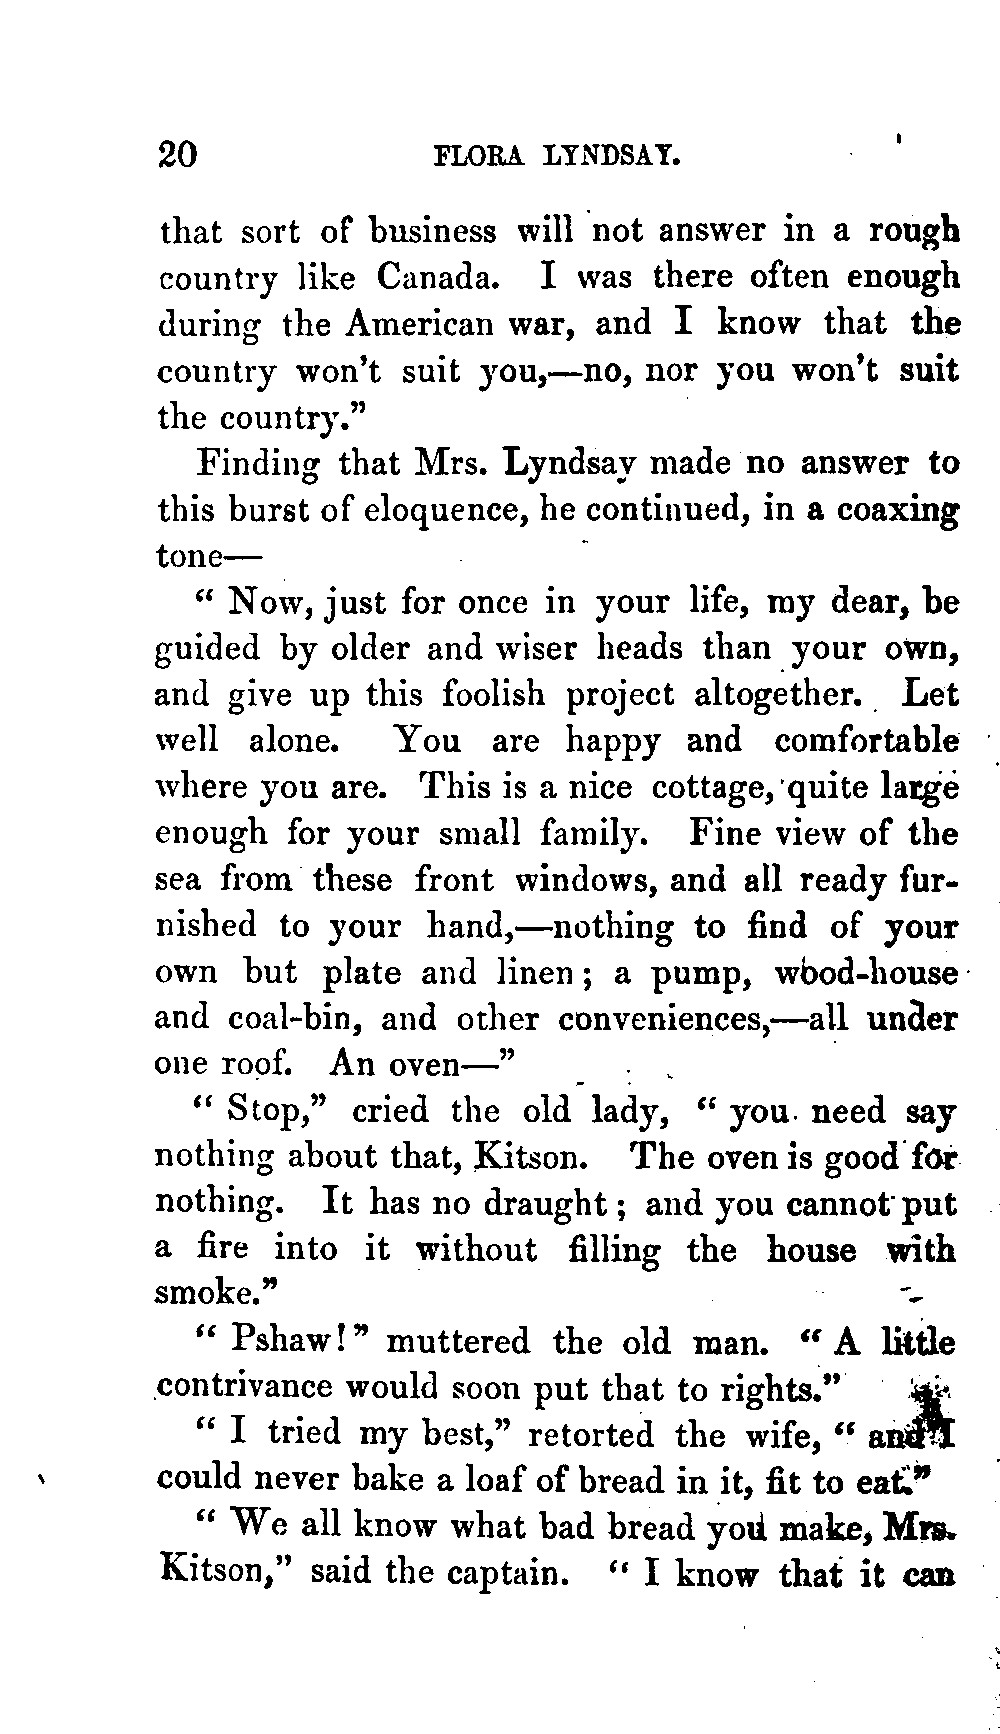 20 FLORA LYNDSAY.
that sort of business will not answer in a rough
country like Canada. I was there often enough
during the American war, and I know that the
country won't suit you,—no, nor you won't suit
the country."
Finding that Mrs. Lyndsay made no answer to
this burst of eloquence, he continued, in a coaxing
tone—
" Now, just for once in your life, my dear, be
guided by older and wiser heads than your own,
and give up this foolish project altogether. Let
well alone. You are happy and comfortable
where you are. This is a nice cottage, quite large
enough for your small family. Fine view of the
sea from these front windows, and all ready fur-
nished to your hand,—nothing to find of your
own but plate and linen ; a pump, wood-house
and coal-bin, and other conveniences,—all under
one roof. An oven—"
" Stop," cried the old lady, " you need say
nothing about that, Kitson. The oven is good for
nothing. It has no draught ; and you cannot put
a fire into it without filling the house with
smoke."
" Pshaw!" muttered the old man. " A little
contrivance would soon put that to rights."
" I tried my best," retorted the wife, " and I
could never bake a loaf of bread in it, fit to eat."
" We all know what bad bread you make, Mrs.
Kitson," said the captain. " I know that it can